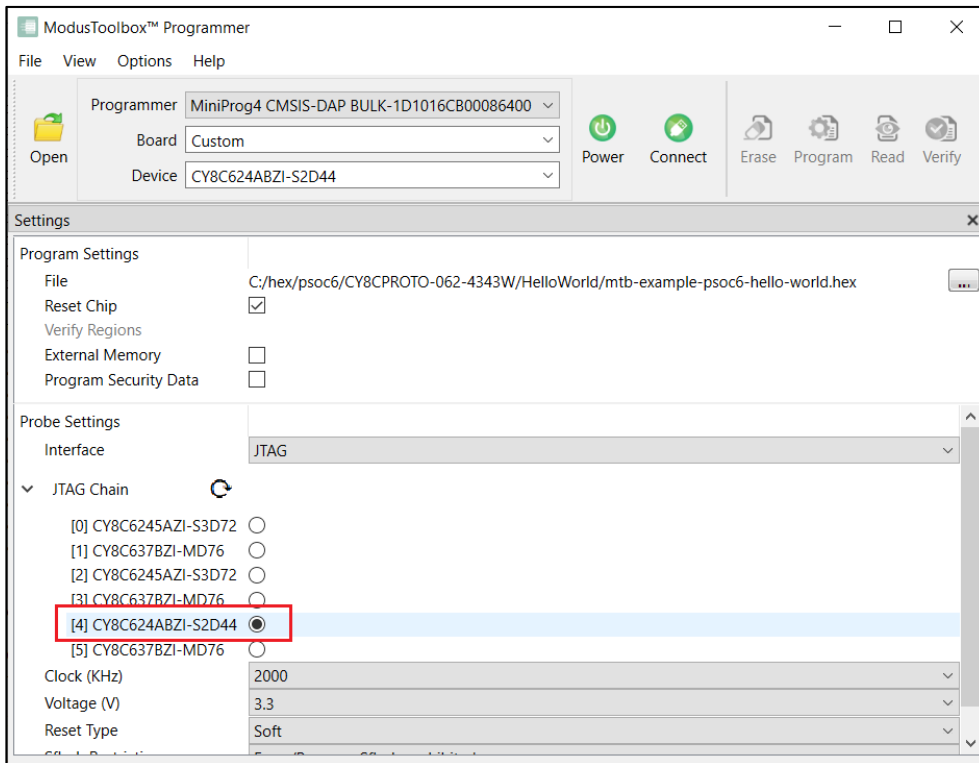 ModusToolbox™ Programmer
File View Options Help
Programmer MiniProg4 CMSIS-DAP BULK-1D1016CB00086400
Board Custom
Device CY8C624ABZI-S2D44
Open Power Connect Erase Program Read Verify
Settings
Program Settings
File C:/hex/psoc6/CY8CPROTO-062-4343W/HelloWorld/mtb-example-psoc6-hello-world.hex ...
Reset Chip
Verify Regions
External Memory
Program Security Data
Probe Settings
Interface JTAG
JTAG Chain
[0] CY8C6245AZI-S3D72
[1] CY8C637BZI-MD76
[2] CY8C6245AZI-S3D72
[3] CY8C637BZI-MD76
[4] CY8C624ABZI-S2D44
[5] CY8C637BZI-MD76
Clock (KHz) 2000
Voltage (V) 3.3
Reset Type Soft